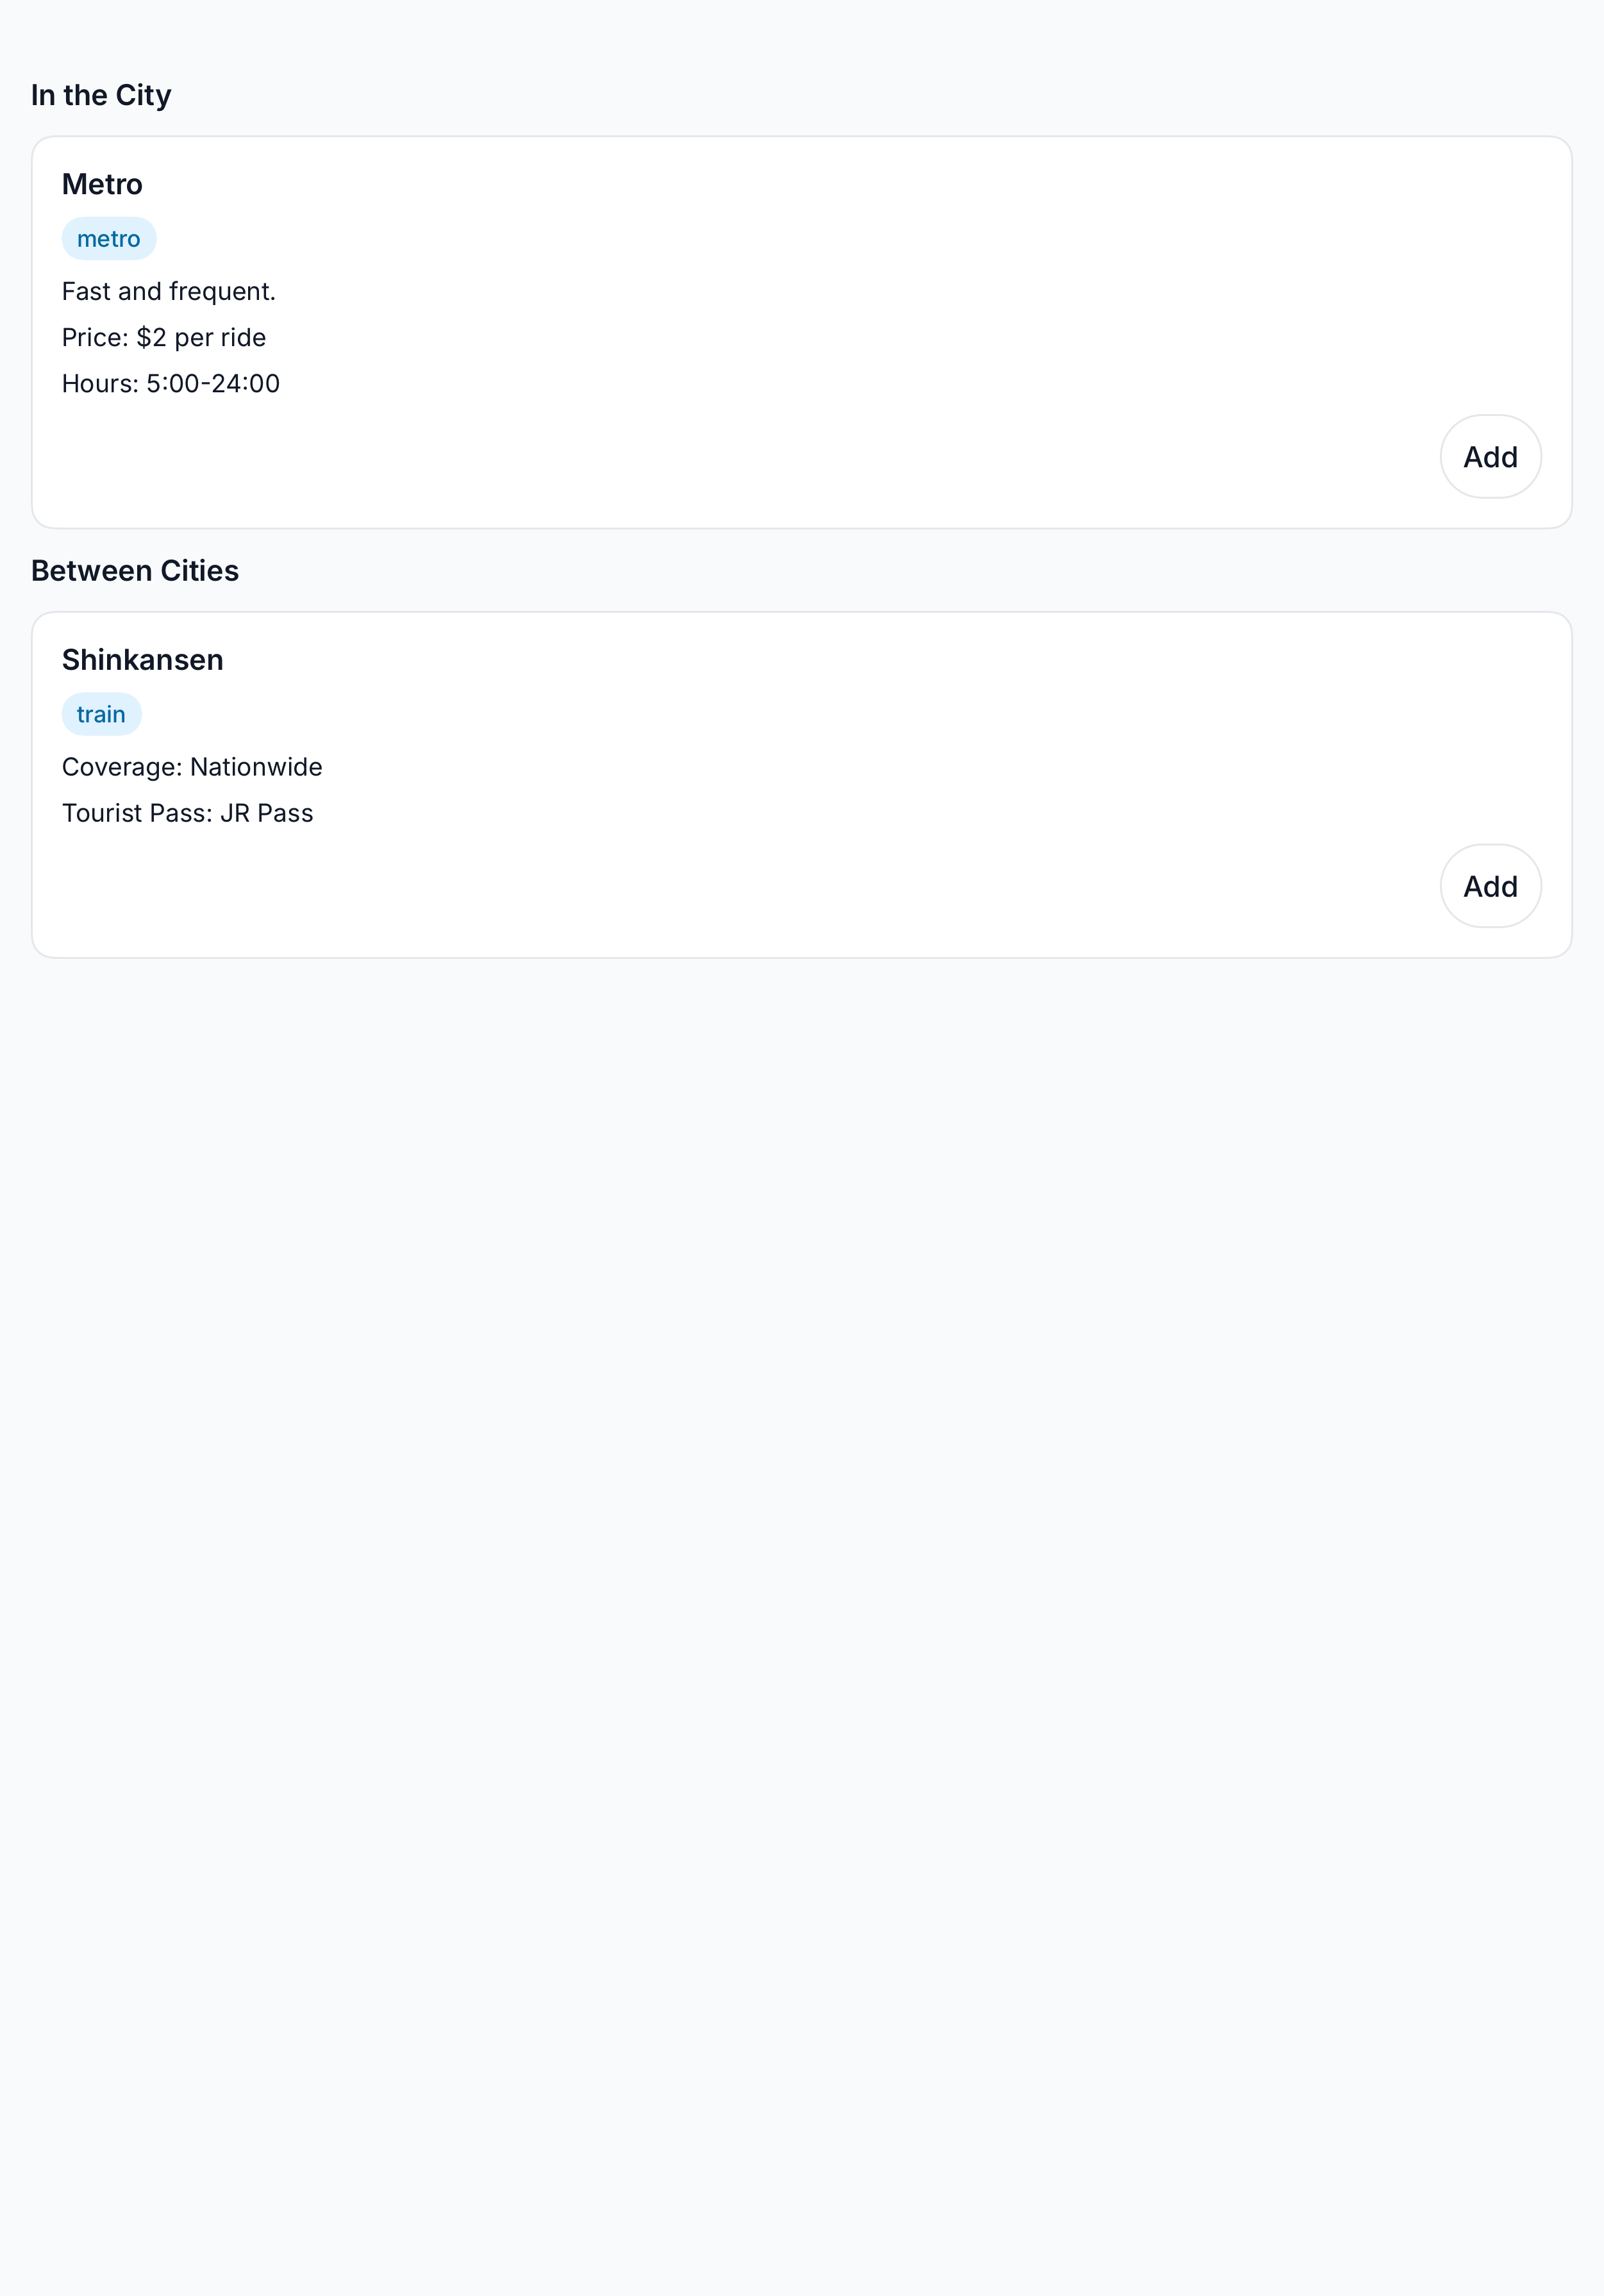 In the City
Metro
metro
Fast and frequent.
Price: $2 per ride
Hours: 5:00-24:00
Add
Between Cities
Shinkansen
train
Coverage: Nationwide
Tourist Pass: JR Pass
Add